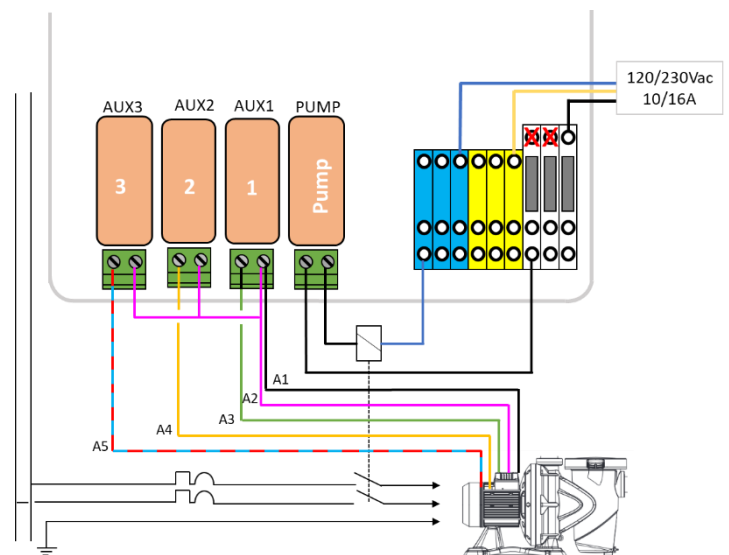 AUX3 AUX2 AUX1 PUMP
120/230Vac
10/16A
3 2 1 Pump
A1
A2
A3
A4
A5